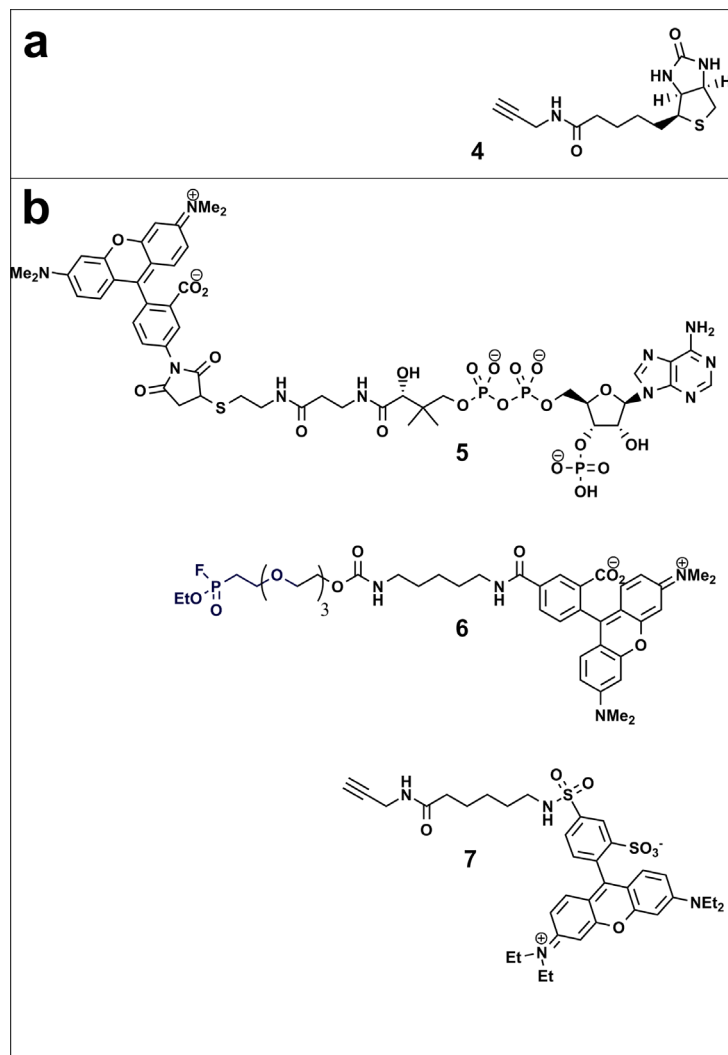 a
O
HN NH
H H
H
N
O
S
4
b
⊕
NMe2
O
Me2N
CO2⊖
N
O
O
S
H
N
O
H
N
O
OH
O
⊖O
P
O
O
⊖O
P
O
O
O
N
N
N
N
NH2
O
OH
⊖O
P
O
OH
5
F
P
EtO
O
(O)3
O
O
N
H
H
N
O
CO2⊖
⊕
NMe2
O
NMe2
6
H
N
O
N
H
O O
S
SO3-
7
NEt2
O
⊕
N
Et
Et